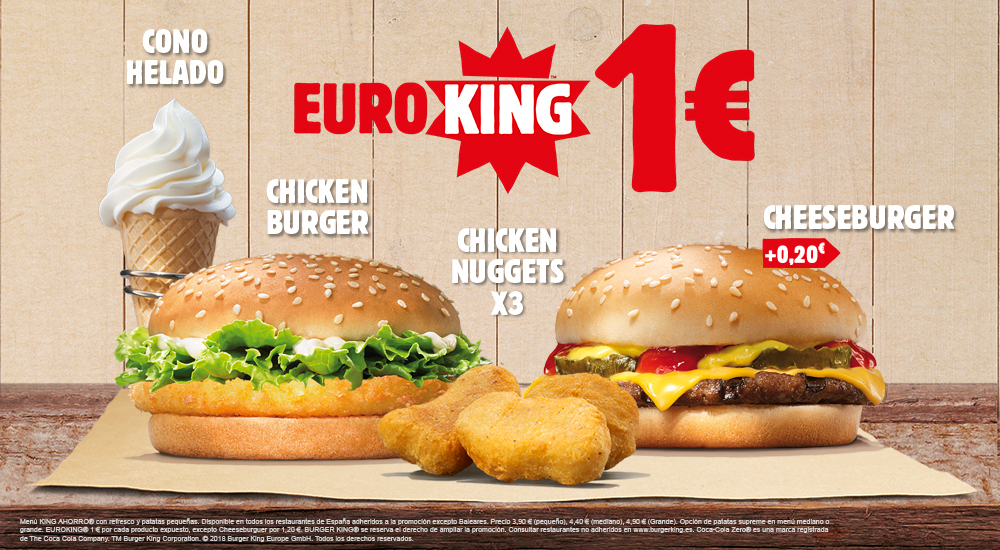 CONO
HELADO
EUROKING™ 1€
CHICKEN
BURGER
CHICKEN
NUGGETS
X3
CHEESEBURGER
+0,20€
Menú KING AHORRO® con refresco y patatas pequeñas. Disponible en todos los restaurantes de España adheridos a la promoción excepto Baleares. Precio 3,90 € (pequeño), 4,40 € (mediano), 4,90 € (Grande). Opción de patatas supreme en menú mediano o
grande. EUROKING® 1 € por cada producto expuesto, excepto Cheeseburguer por 1,20 €. BURGER KING® se reserva el derecho de ampliar la promoción. Consultar restaurantes no adheridos en www.burgerking.es. Coca-Cola Zero® es una marca registrada
de The Coca Cola Company. TM Burger King Corporation. © 2018 Burger King Europe GmbH. Todos los derechos reservados.